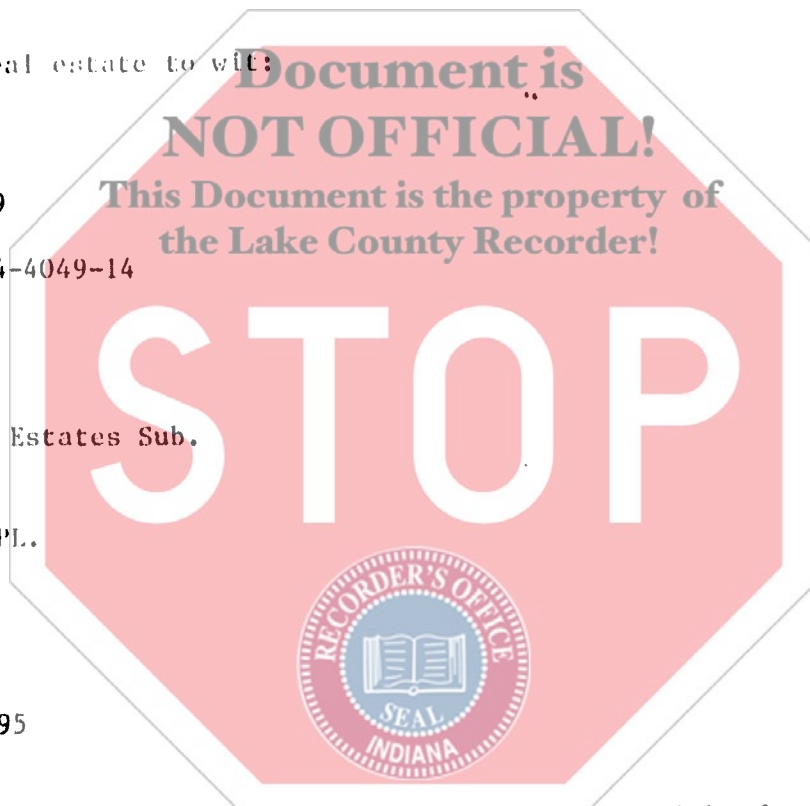 eal estate to wit:
Document is
NOT OFFICIAL!
9
This Document is the property of
the Lake County Recorder!
4-4049-14
STOP
Estates Sub.
PL.
RECORDER'S OFFICE
SEAL
INDIANA
95